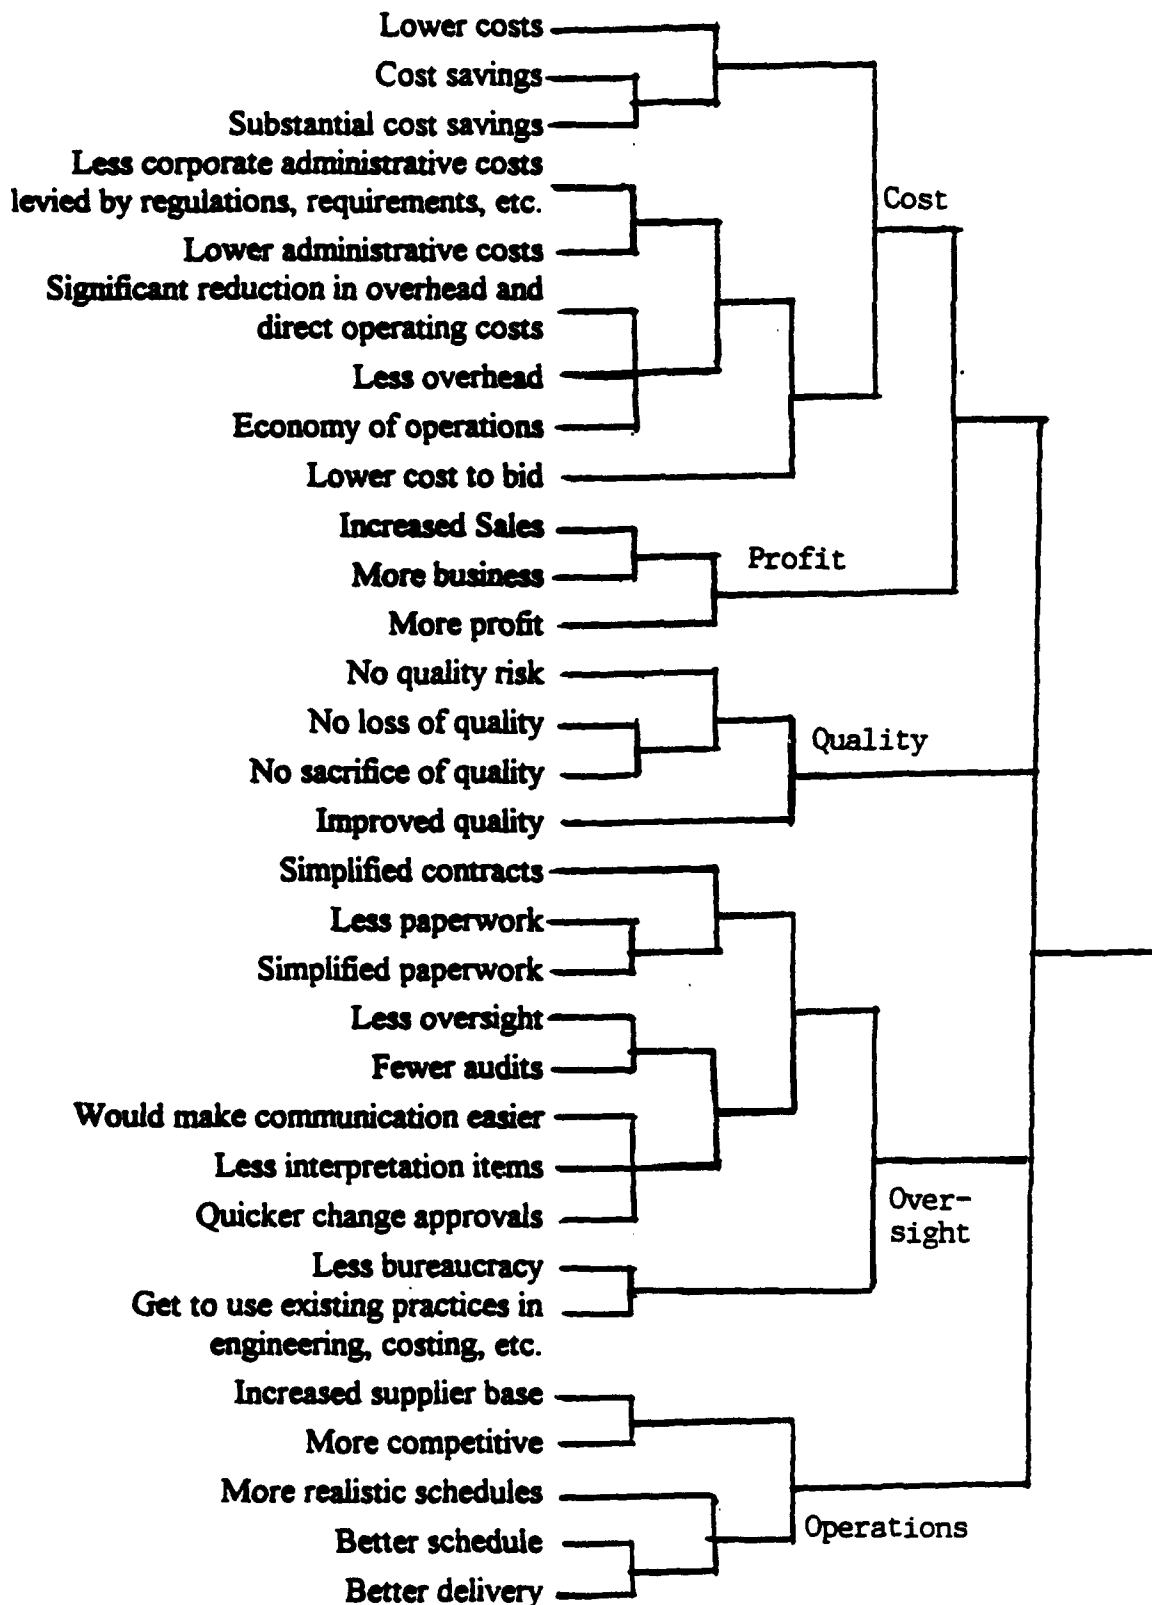 Lower costs
Cost savings
Substantial cost savings
Less corporate administrative costs
levied by regulations, requirements, etc.
Lower administrative costs
Significant reduction in overhead and
direct operating costs
Less overhead
Economy of operations
Lower cost to bid
Increased Sales
More business
More profit
No quality risk
No loss of quality
No sacrifice of quality
Improved quality
Simplified contracts
Less paperwork
Simplified paperwork
Less oversight
Fewer audits
Would make communication easier
Less interpretation items
Quicker change approvals
Less bureaucracy
Get to use existing practices in
engineering, costing, etc.
Increased supplier base
More competitive
More realistic schedules
Better schedule
Better delivery
Cost
Profit
Quality
Over-
sight
Operations